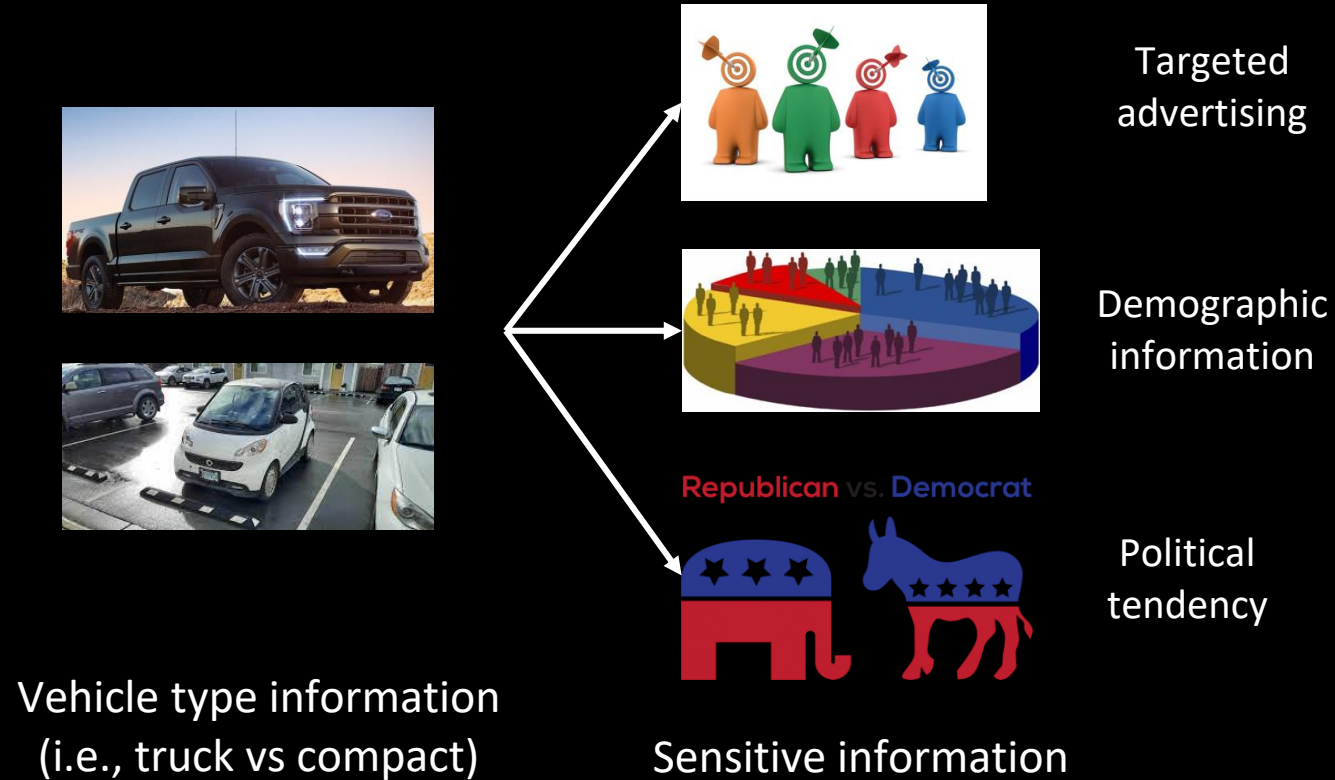 Targeted
advertising
Demographic
information
Republican vs. Democrat
Political
tendency
Vehicle type information
(i.e., truck vs compact)
Sensitive information